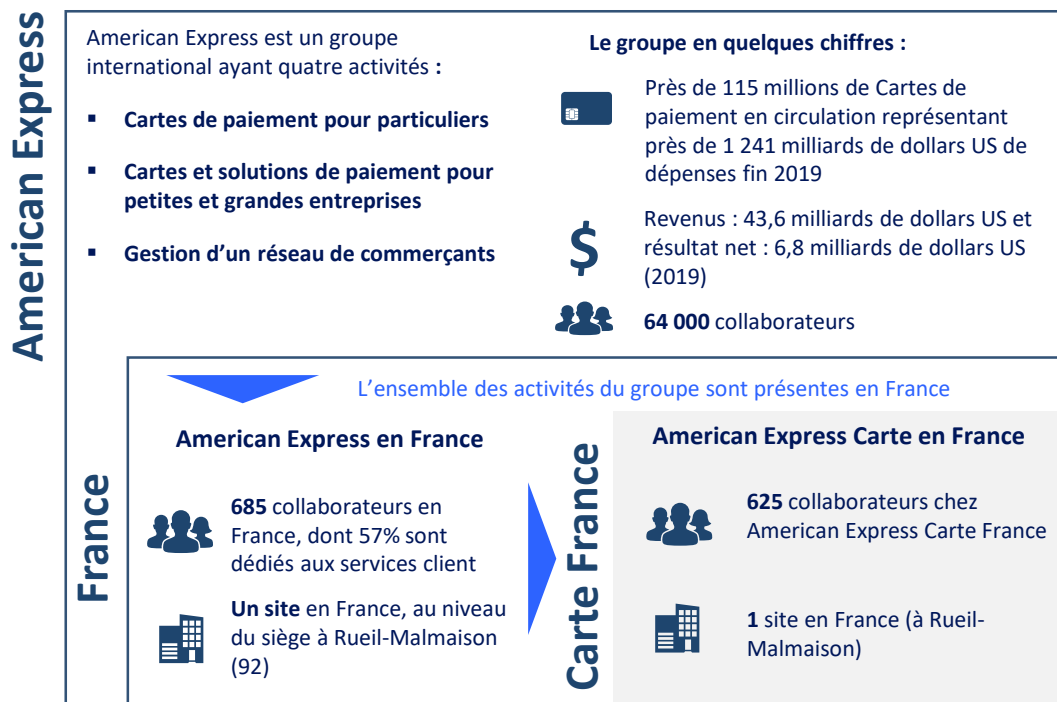 American Express
American Express est un groupe
international ayant quatre activités :
▪ Cartes de paiement pour particuliers
▪ Cartes et solutions de paiement pour
petites et grandes entreprises
▪ Gestion d’un réseau de commerçants
Le groupe en quelques chiffres :
Près de 115 millions de Cartes de
paiement en circulation représentant
près de 1 241 milliards de dollars US de
dépenses fin 2019
$
Revenus : 43,6 milliards de dollars US et
résultat net : 6,8 milliards de dollars US
(2019)
64 000 collaborateurs
France
L’ensemble des activités du groupe sont présentes en France
American Express en France
685 collaborateurs en
France, dont 57% sont
dédiés aux services client
Un site en France, au niveau
du siège à Rueil-Malmaison
(92)
Carte France
American Express Carte en France
625 collaborateurs chez
American Express Carte France
1 site en France (à Rueil-
Malmaison)